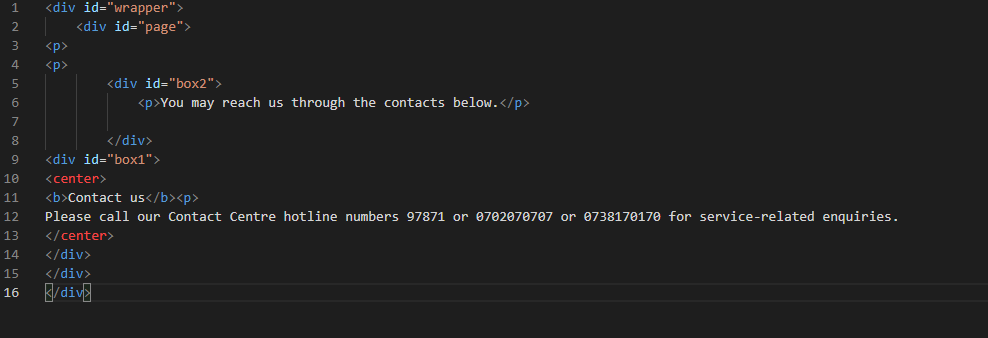 1 <div id="wrapper">
2 <div id="page">
3 <p>
4 <p>
5 <div id="box2">
6 <p>You may reach us through the contacts below.</p>
7
8 </div>
9 <div id="box1">
10 <center>
11 <b>Contact us</b><p>
12 Please call our Contact Centre hotline numbers 97871 or 0702070707 or 0738170170 for service-related enquiries.
13 </center>
14 </div>
15 </div>
16 </div>